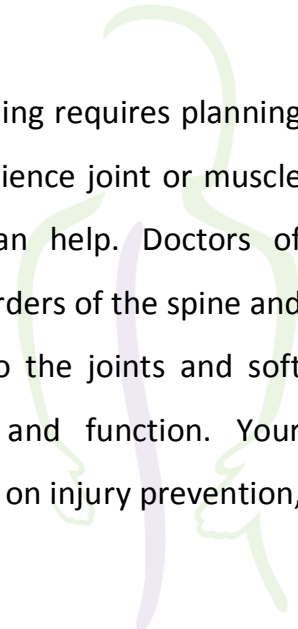 ing requires planning
ience joint or muscle
an help. Doctors of
rders of the spine and
o the joints and soft
and function. Your
on injury prevention,